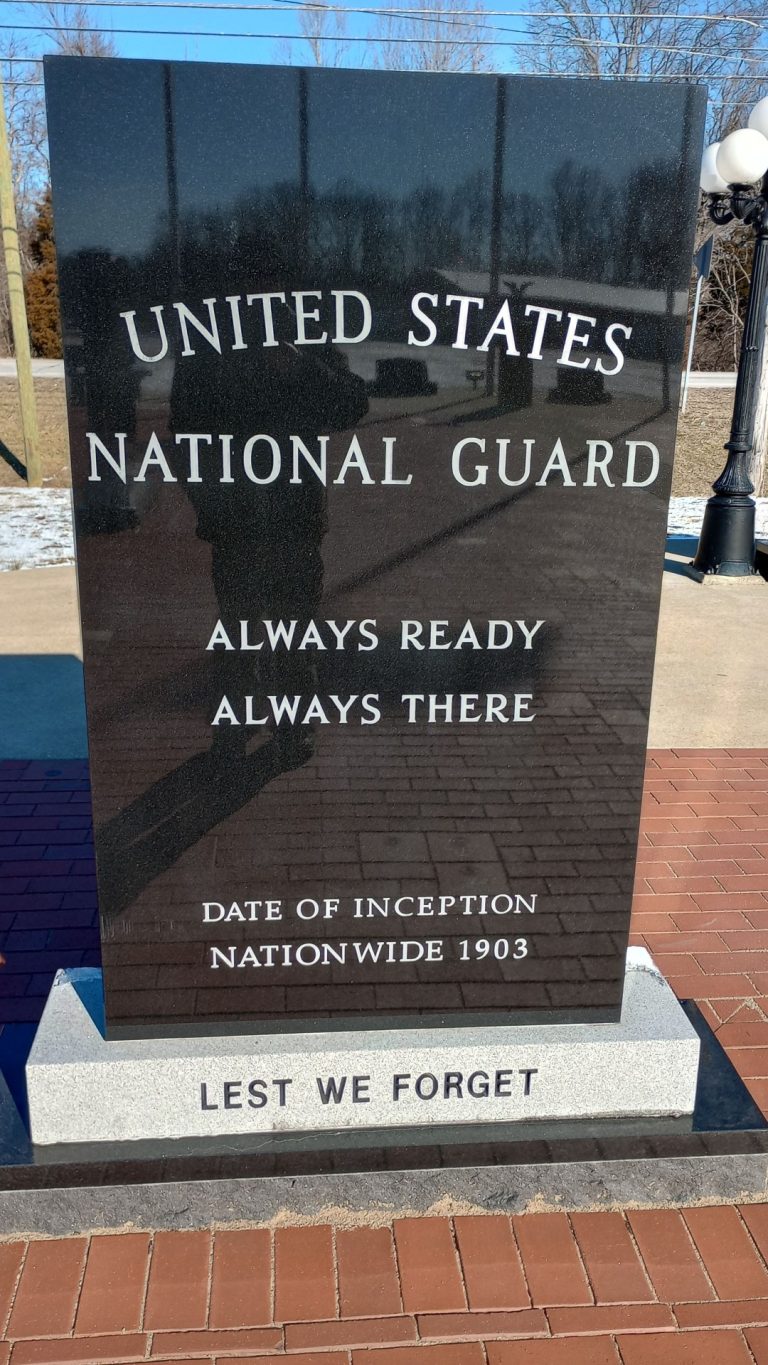 UNITED STATES
NATIONAL GUARD
ALWAYS READY
ALWAYS THERE
DATE OF INCEPTION
NATIONWIDE 1903
LEST WE FORGET